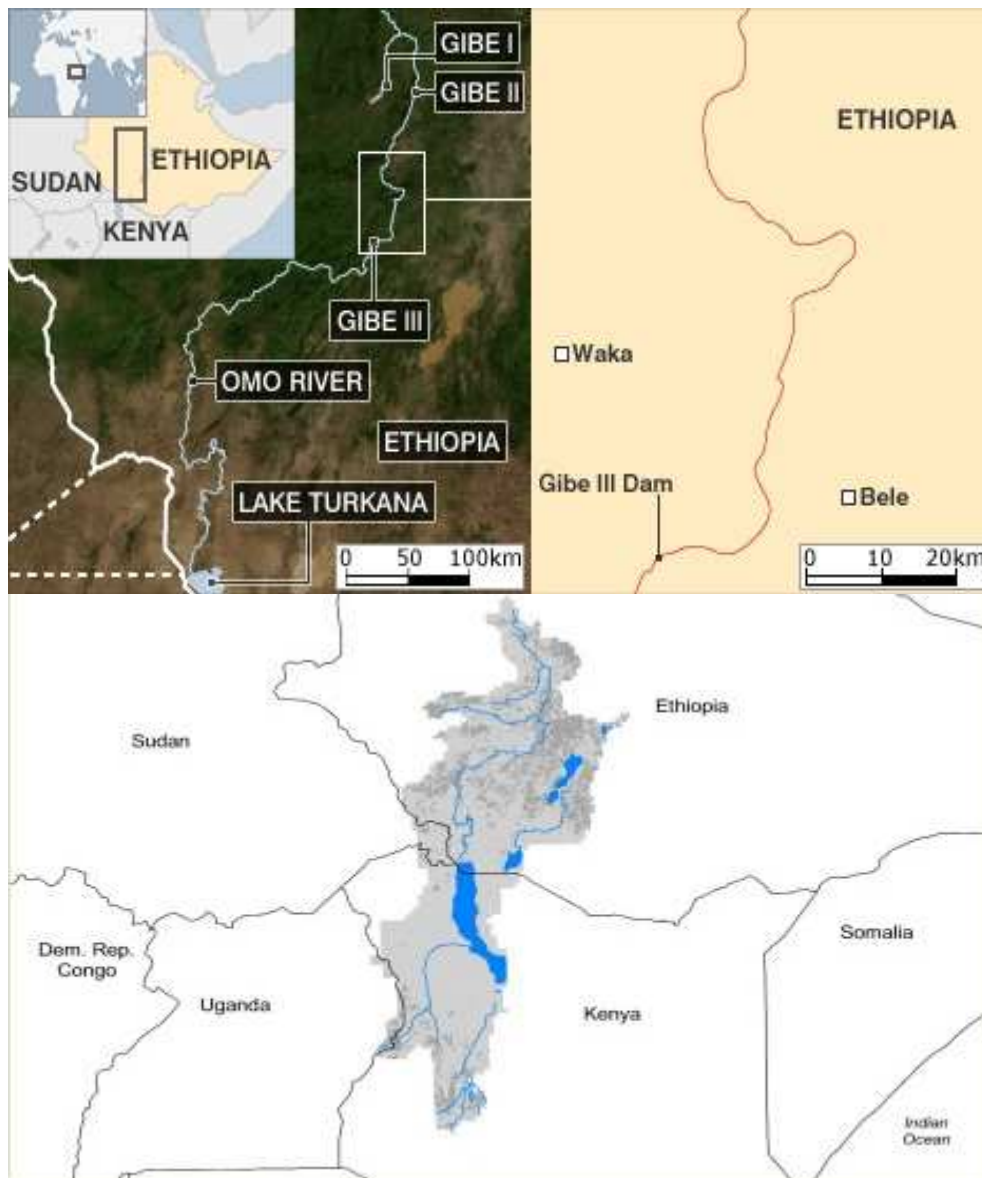 GIBE I
GIBE II
ETHIOPIA
SUDAN
KENYA
GIBE III
OMO RIVER
ETHIOPIA
LAKE TURKANA
0 50 100km
ETHIOPIA
Waka
Gibe III Dam
Bele
0 10 20km
Sudan
Ethiopia
Dem. Rep.
Congo
Uganda
Kenya
Somalia
Indian
Ocean